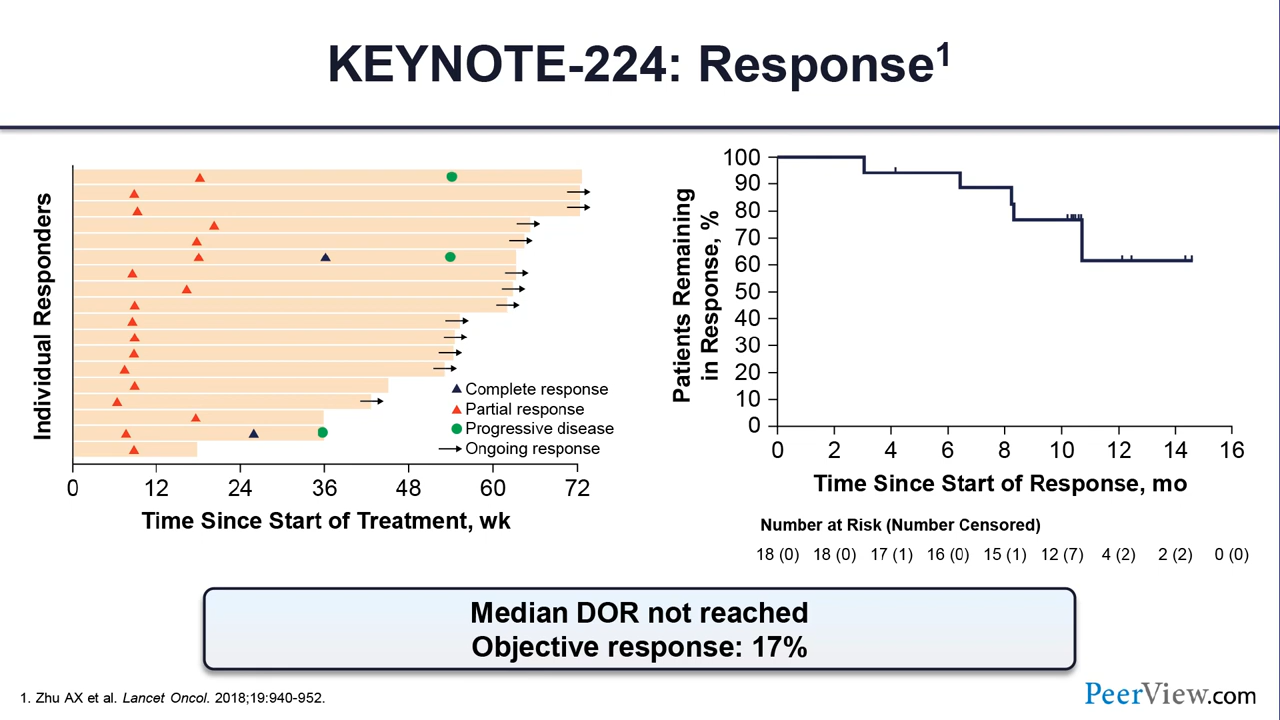 KEYNOTE-224: Response1
Individual Responders
Complete response
Partial response
Progressive disease
Ongoing response
0 12 24 36 48 60 72
Time Since Start of Treatment, wk
Patients Remaining
in Response, %
100
90
80
70
60
50
40
30
20
10
0
0 2 4 6 8 10 12 14 16
Time Since Start of Response, mo
Number at Risk (Number Censored)
18 (0) 18 (0) 17 (1) 16 (0) 15 (1) 12 (7) 4 (2) 2 (2) 0 (0)
Median DOR not reached
Objective response: 17%
1. Zhu AX et al. Lancet Oncol. 2018;19:940-952.
PeerView.com